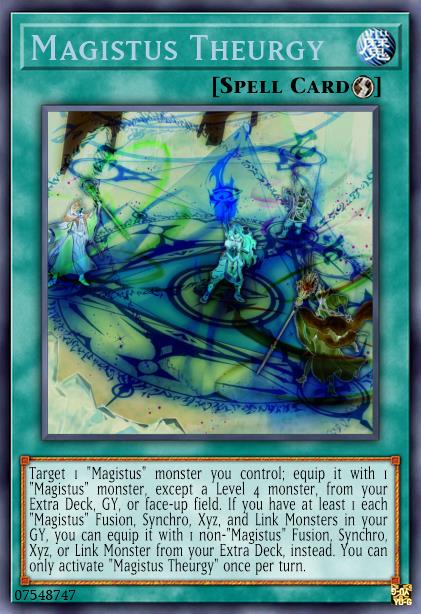 Magistus Theurgy
魔
[Spell Card]
Target 1 "Magistus" monster you control; equip it with 1
"Magistus" monster, except a Level 4 monster, from your
Extra Deck, GY, or face-up field. If you have at least 1 each
"Magistus" Fusion, Synchro, Xyz, and Link Monsters in your
GY, you can equip it with 1 non-"Magistus" Fusion, Synchro,
Xyz, or Link Monster from your Extra Deck, instead. You can
only activate "Magistus Theurgy" once per turn.
07548747